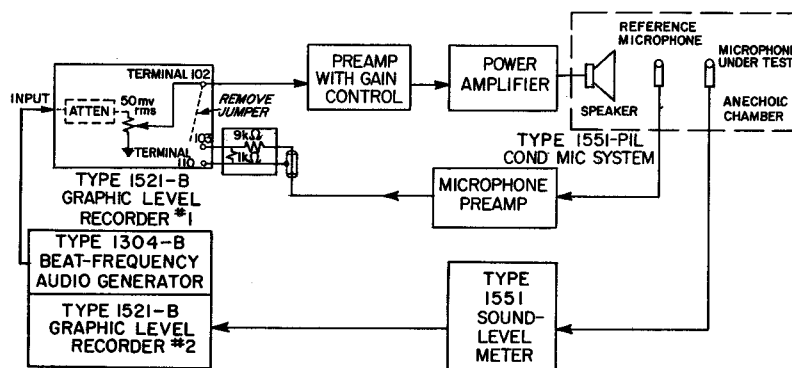 TERMINAL 102
INPUT
ATTEN
50mv
rms
REMOVE
JUMPER
103
9kΩ
TERMINAL
110
1kΩ
TYPE 1521-B
GRAPHIC LEVEL
RECORDER #1
PREAMP
WITH GAIN
CONTROL
POWER
AMPLIFIER
SPEAKER
REFERENCE
MICROPHONE
MICROPHONE
UNDER TEST
ANECHOIC
CHAMBER
TYPE 1551-PIL
COND MIC SYSTEM
MICROPHONE
PREAMP
TYPE 1304-B
BEAT-FREQUENCY
AUDIO GENERATOR
TYPE 1521-B
GRAPHIC LEVEL
RECORDER #2
TYPE
1551
SOUND-
LEVEL
METER